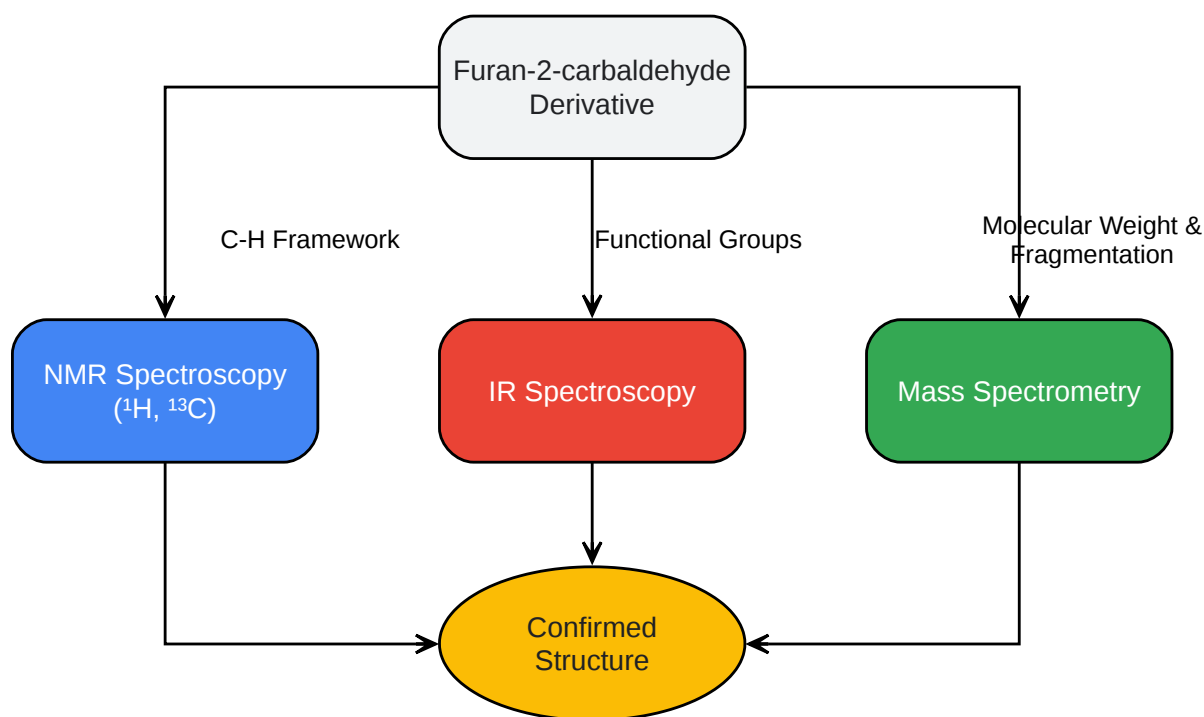 Furan-2-carbaldehyde
Derivative
C-H Framework
Functional Groups
Molecular Weight &
Fragmentation
NMR Spectroscopy
(¹H, ¹³C)
IR Spectroscopy
Mass Spectrometry
Confirmed
Structure